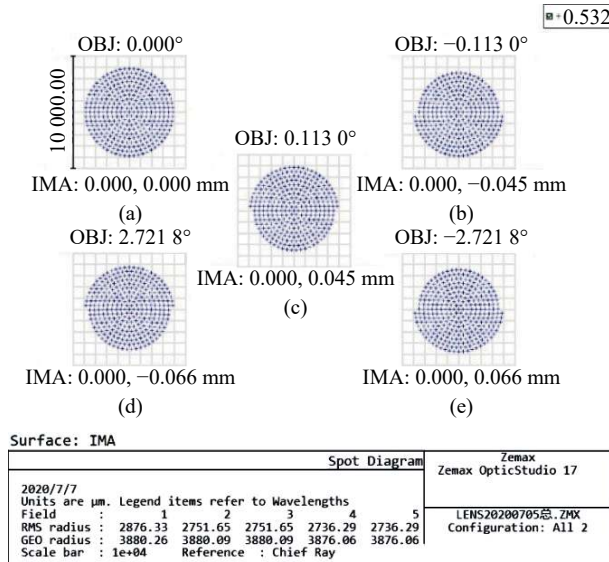 + 0.532
OBJ: 0.000°
OBJ: −0.113 0°
10 000.00
OBJ: 0.113 0°
IMA: 0.000, 0.000 mm
IMA: 0.000, −0.045 mm
(a)
(b)
OBJ: 2.721 8°
OBJ: −2.721 8°
IMA: 0.000, 0.045 mm
(c)
IMA: 0.000, −0.066 mm
IMA: 0.000, 0.066 mm
(d)
(e)
Surface: IMA
Spot Diagram
2020/7/7
Units are µm. Legend items refer to Wavelengths
Field : 1 2 3 4 5
RMS radius : 2876.33 2751.65 2751.65 2736.29 2736.29
GEO radius : 3880.26 3880.09 3880.09 3876.06 3876.06
Scale bar : 1e+04 Reference : Chief Ray
Zemax
Zemax OpticStudio 17
LENS20200705总.ZMX
Configuration: All 2